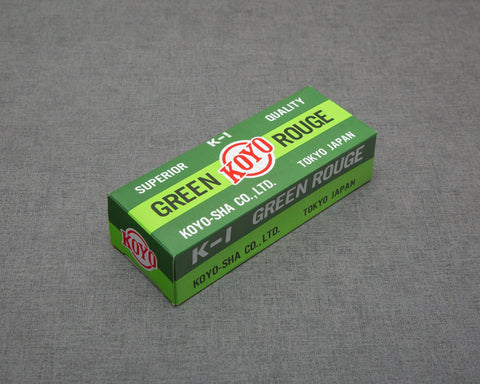 SUPERIOR K-1 QUALITY
GREEN KOYO ROUGE
KOYO-SHA CO., LTD. TOKYO JAPAN
K-1 GREEN ROUGE
KOYO-SHA CO., LTD. TOKYO JAPAN
KOYO